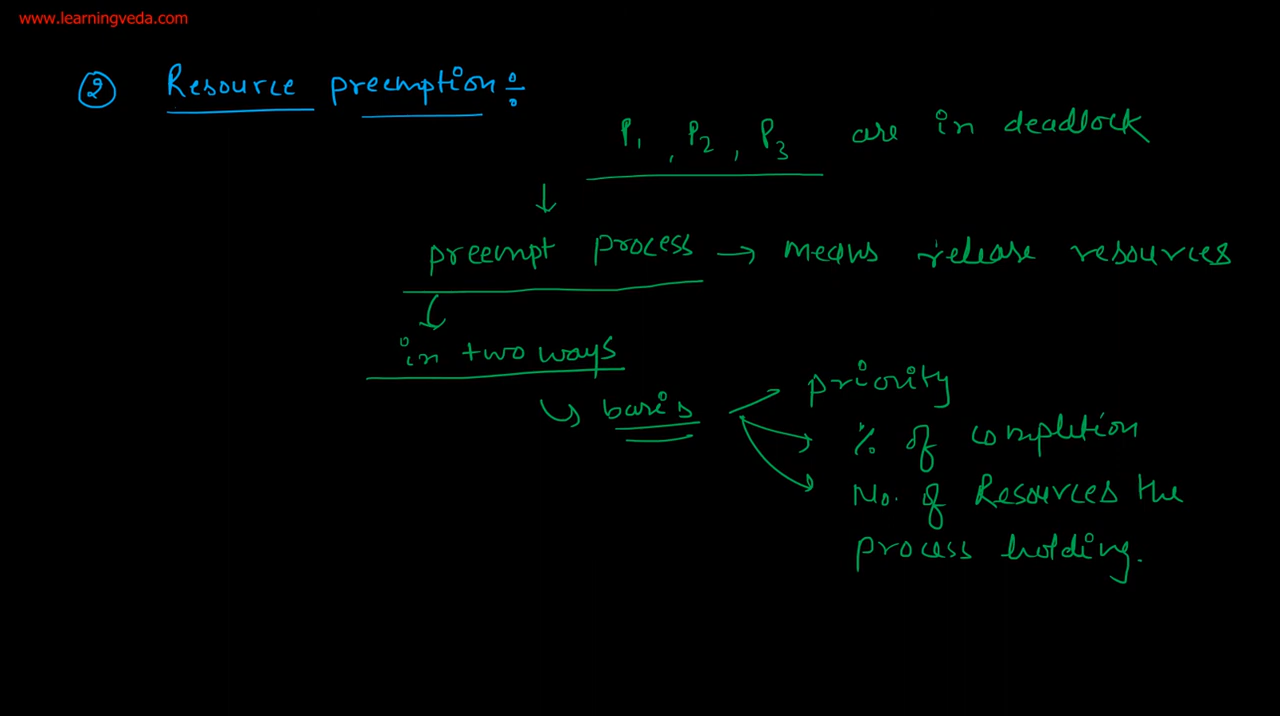 www.learningveda.com
② Resource preemption:
P1, P2, P3 are in deadlock
↓
preempt process → means release resources
in two ways
↳ basis
priority
% of completion
No. of Resources the
process holding.